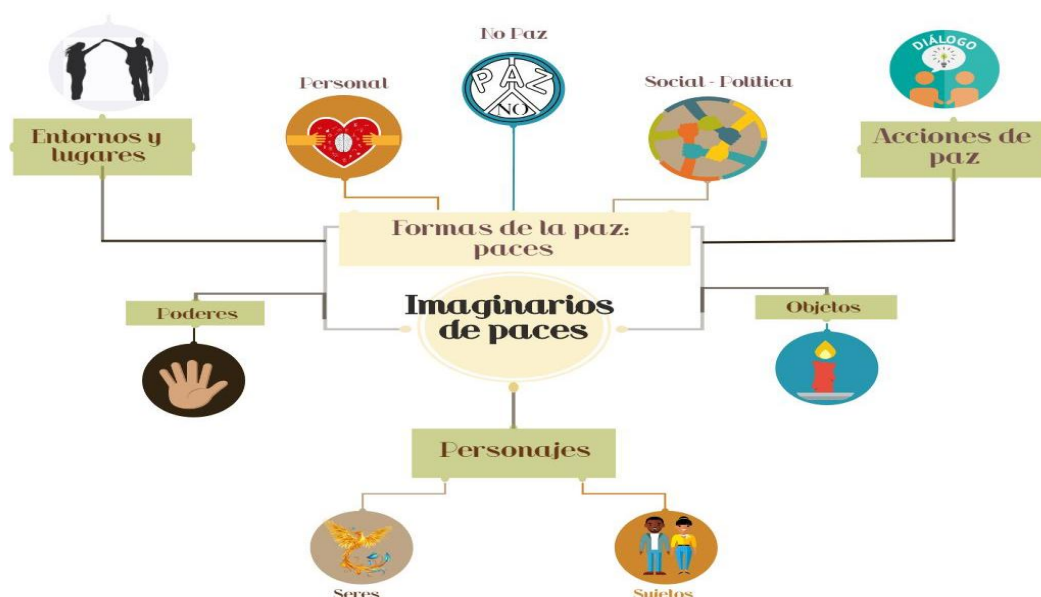 No Paz
PAZ
NO
DIÁLOGO
Personal
Social - Política
Entornos y
lugares
Acciones de
paz
Formas de la paz:
paces
Imaginarios
de paces
Poderes
Objetos
Personajes
Seres
Sujetos